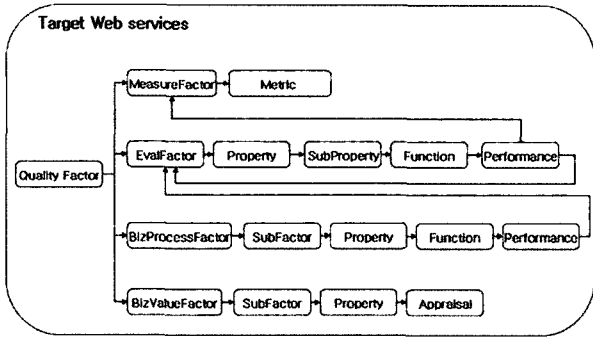 Target Web services
MeasureFactor Metric
EvalFactor Property SubProperty Function Performance
Quality Factor
BizProcessFactor SubFactor Property Function Performance
BizValueFactor SubFactor Property Appraisal